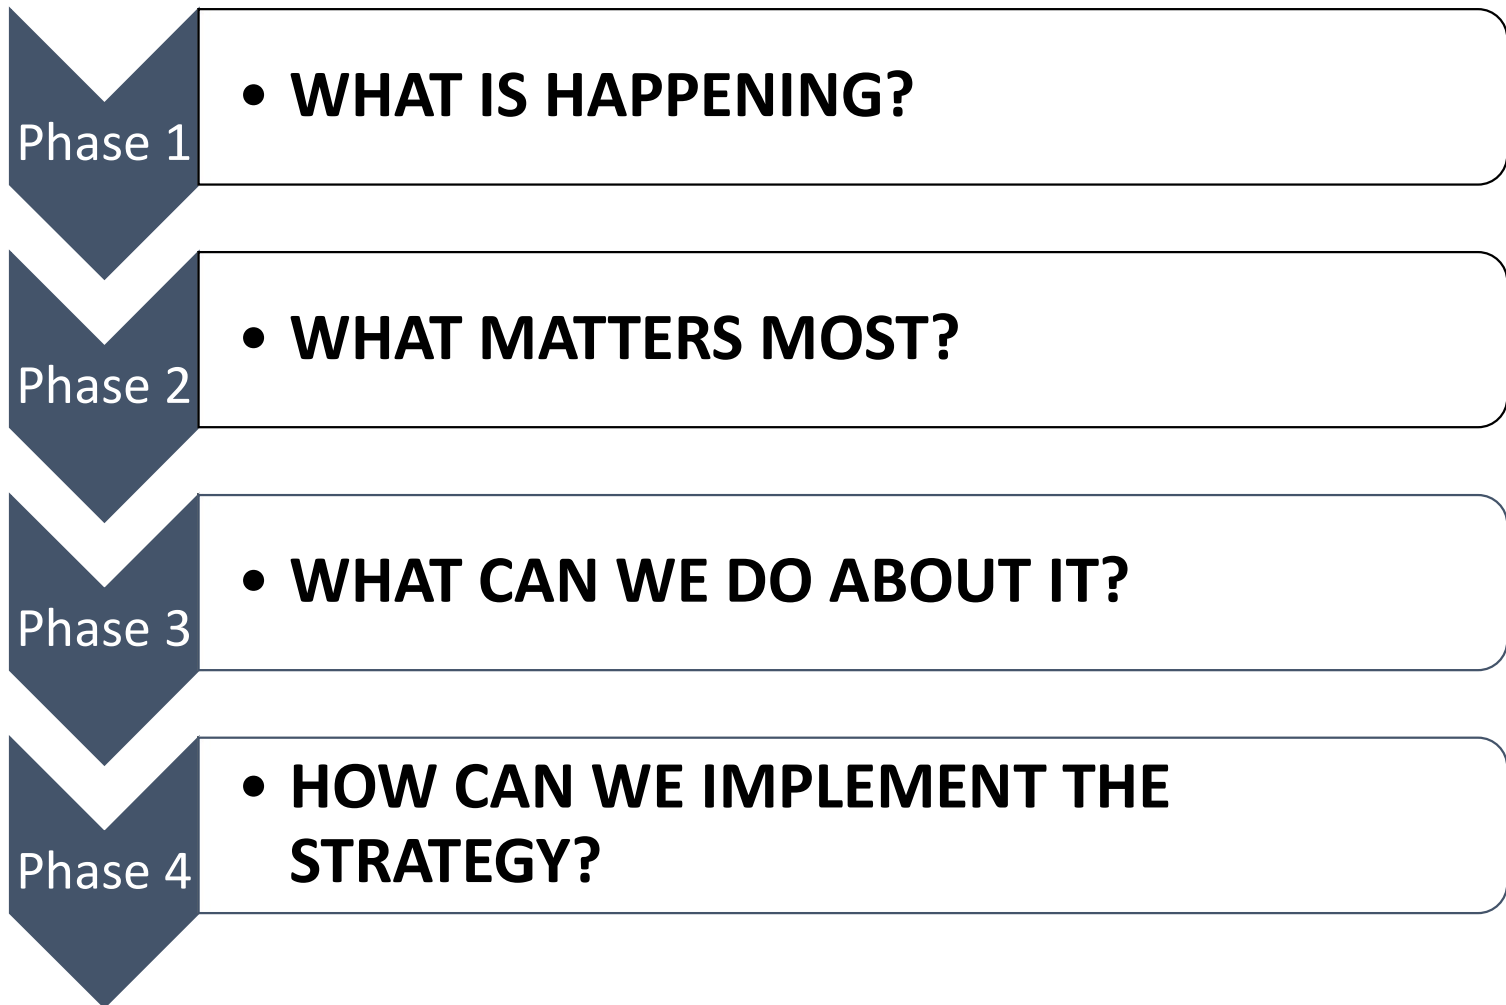 Phase 1
• WHAT IS HAPPENING?
Phase 2
• WHAT MATTERS MOST?
Phase 3
• WHAT CAN WE DO ABOUT IT?
Phase 4
• HOW CAN WE IMPLEMENT THE
STRATEGY?